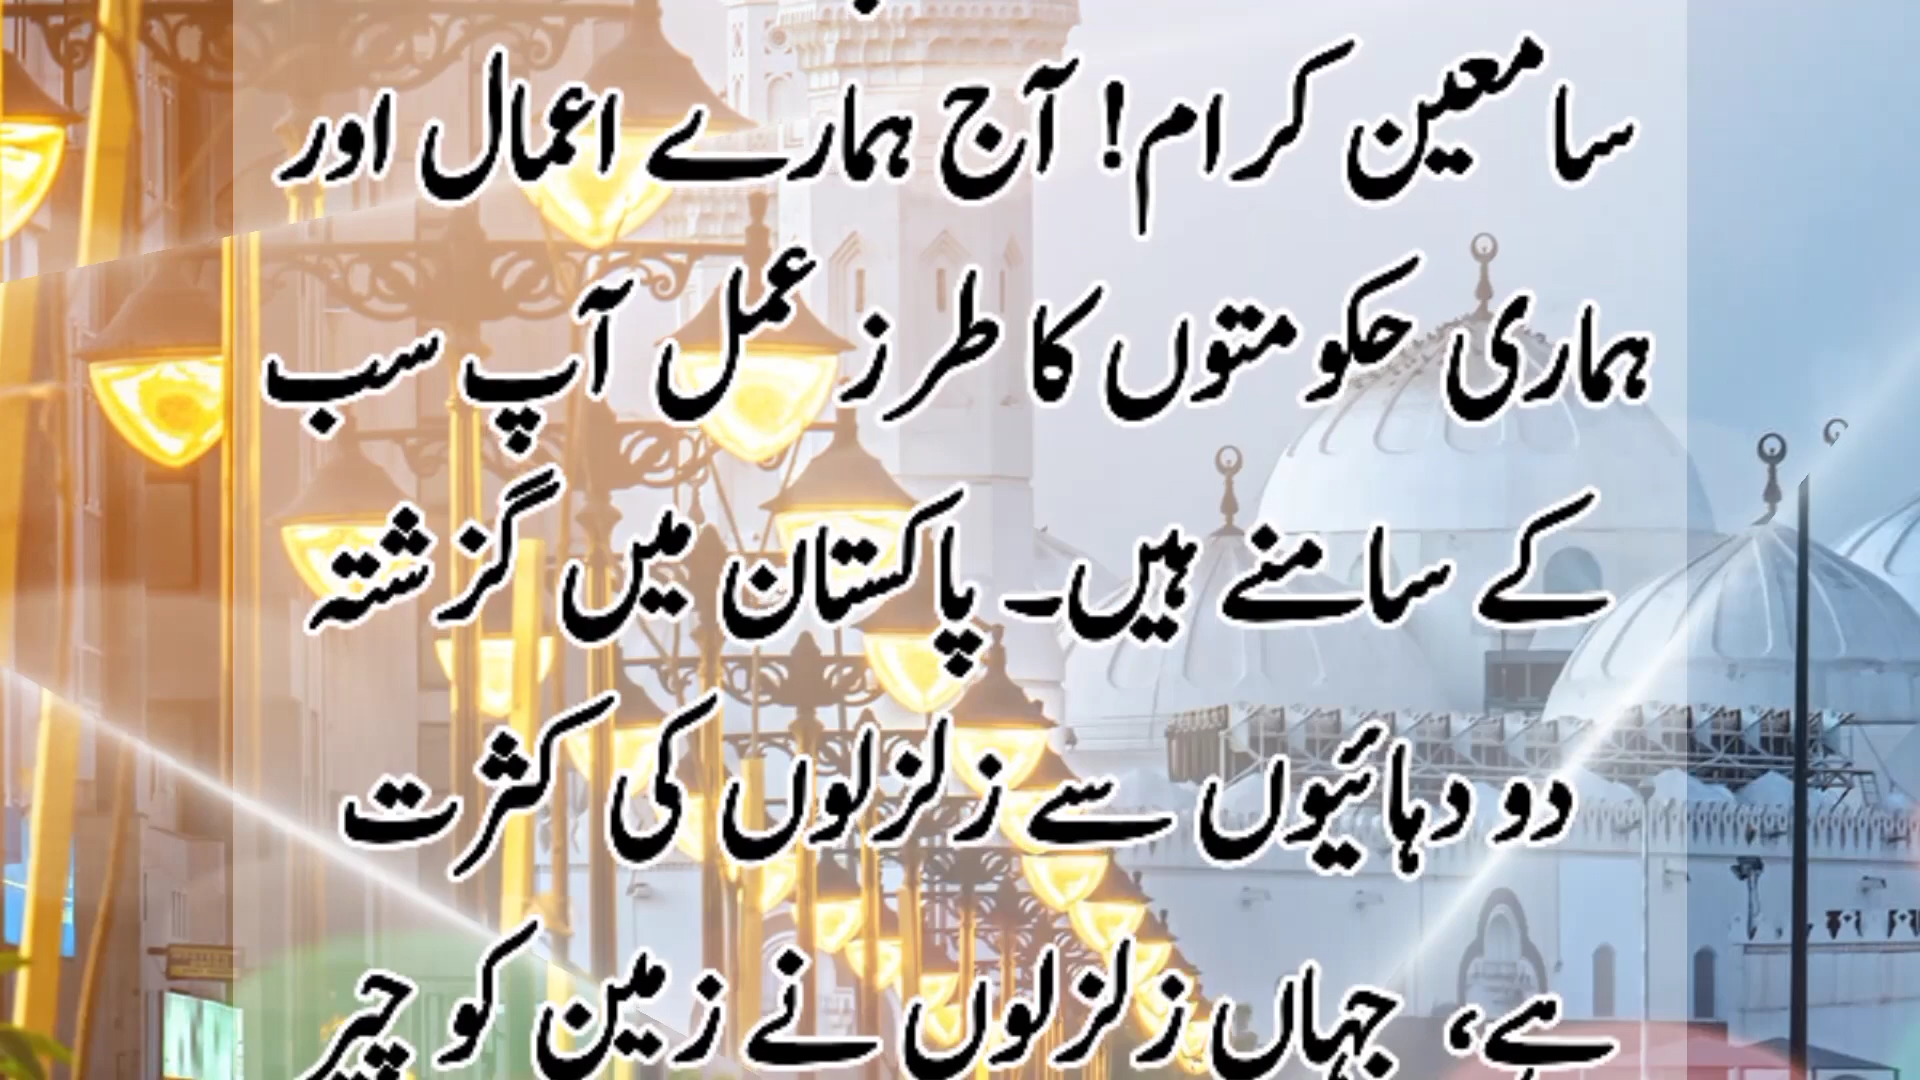 سامعین کرام! آج ہمارے اعمال اور
ہماری حکومتوں کا طرز عمل آپ سب
کے سامنے ہیں۔ پاکستان میں گزشتہ
دو دہائیوں سے زلزلوں کی کثرت
ہے، جہاں زلزلوں نے زمین کو چیر